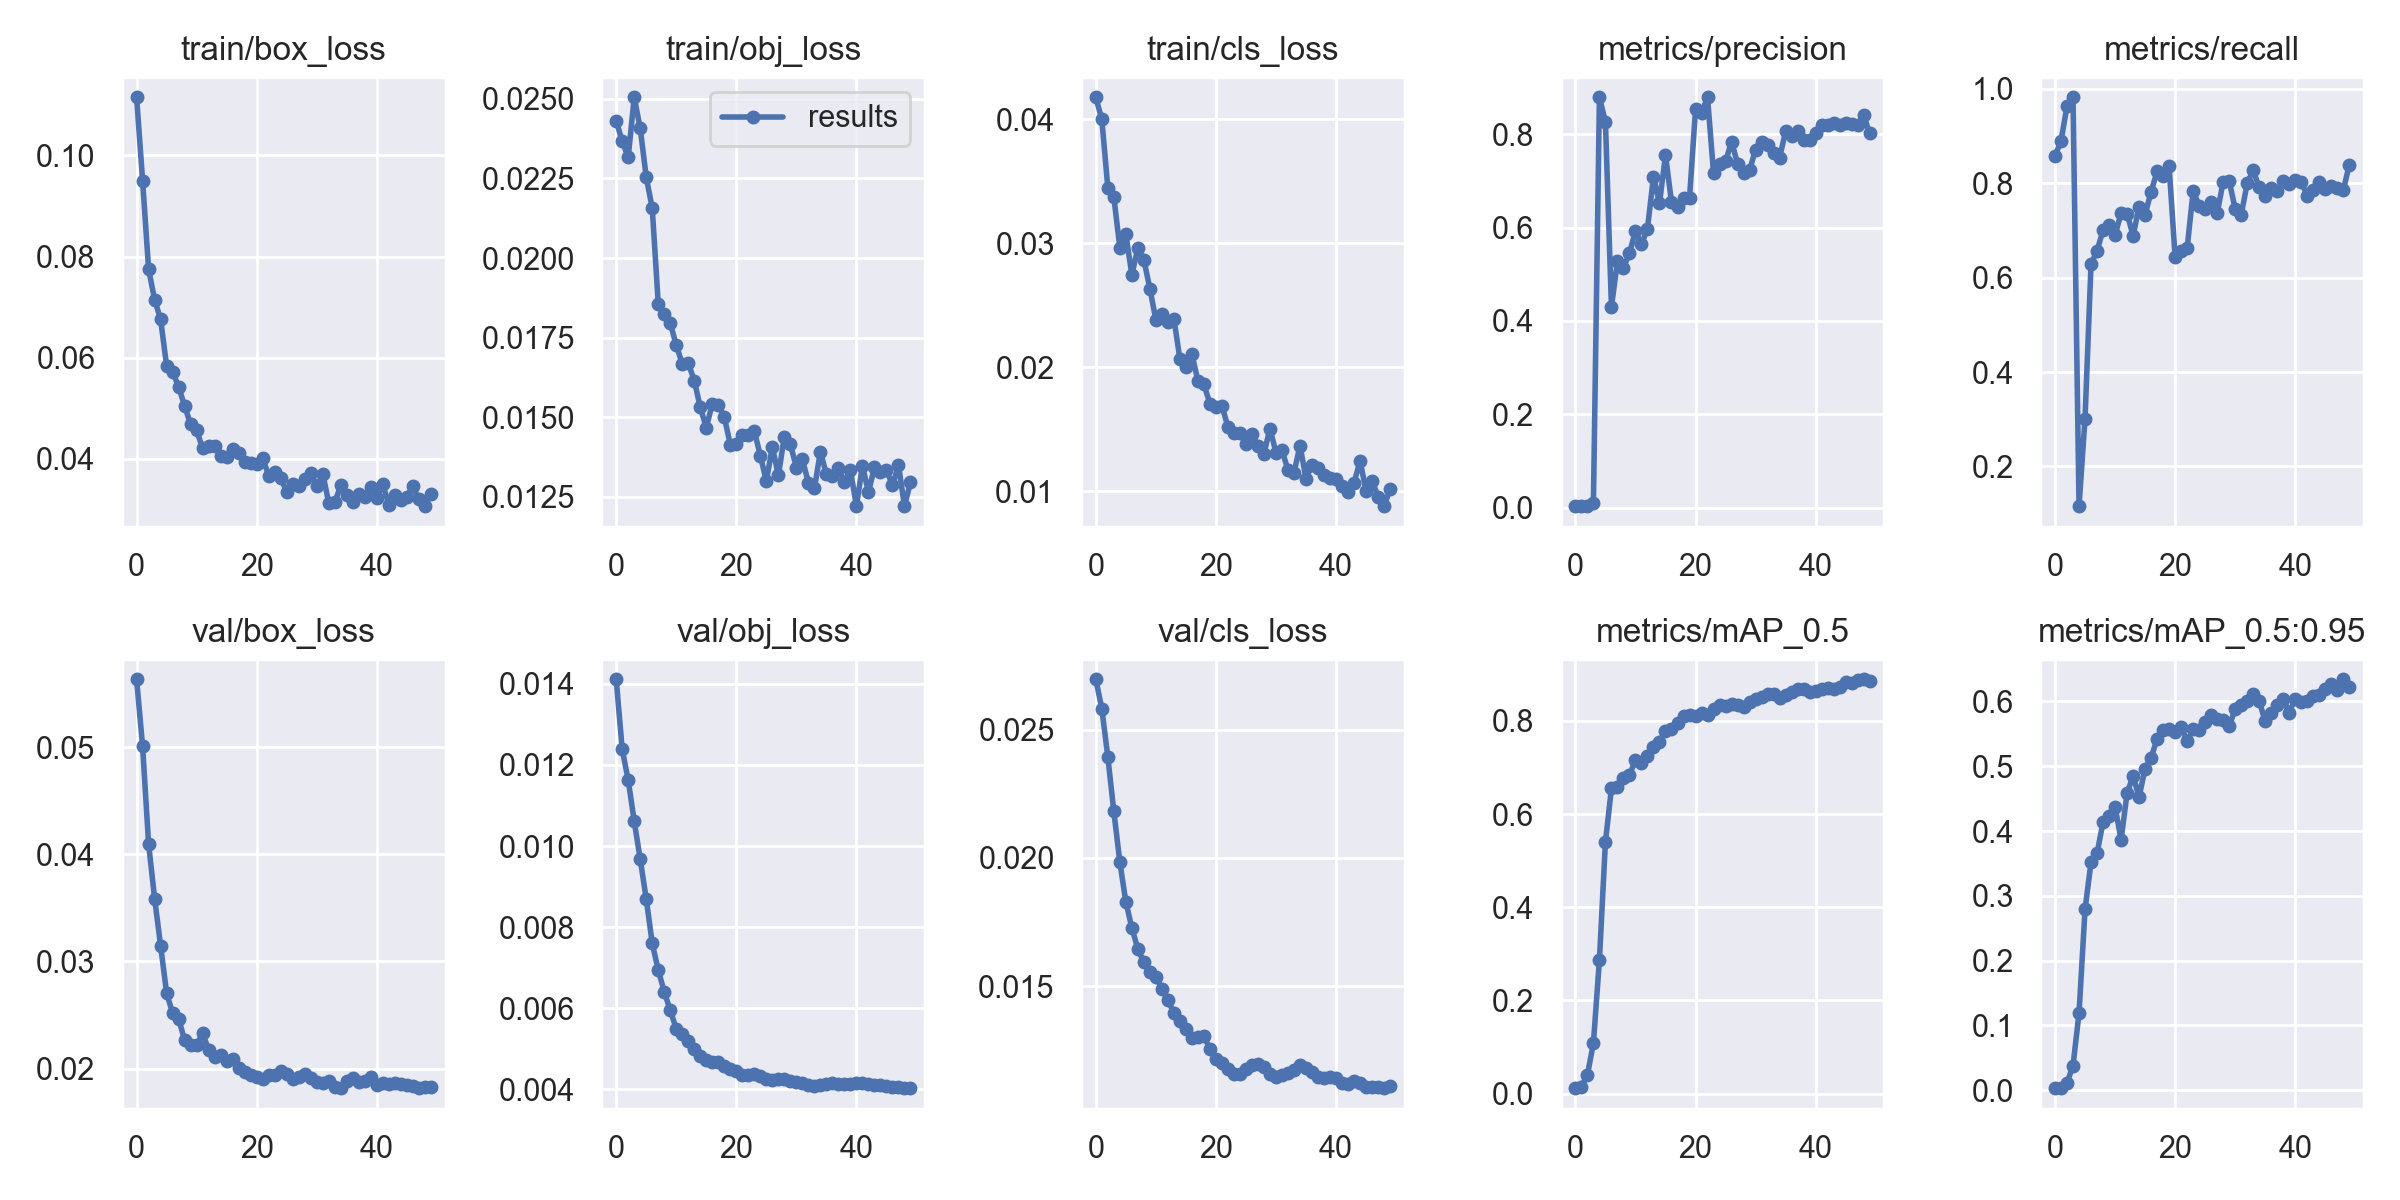 train/box_loss
0.10
0.08
0.06
0.04
0 20 40
train/obj_loss
results
0.0250
0.0225
0.0200
0.0175
0.0150
0.0125
0 20 40
train/cls_loss
0.04
0.03
0.02
0.01
0 20 40
metrics/precision
0.8
0.6
0.4
0.2
0.0
0 20 40
metrics/recall
1.0
0.8
0.6
0.4
0.2
0 20 40
val/box_loss
0.05
0.04
0.03
0.02
0 20 40
val/obj_loss
0.014
0.012
0.010
0.008
0.006
0.004
0 20 40
val/cls_loss
0.025
0.020
0.015
0 20 40
metrics/mAP_0.5
0.8
0.6
0.4
0.2
0.0
0 20 40
metrics/mAP_0.5:0.95
0.6
0.5
0.4
0.3
0.2
0.1
0.0
0 20 40